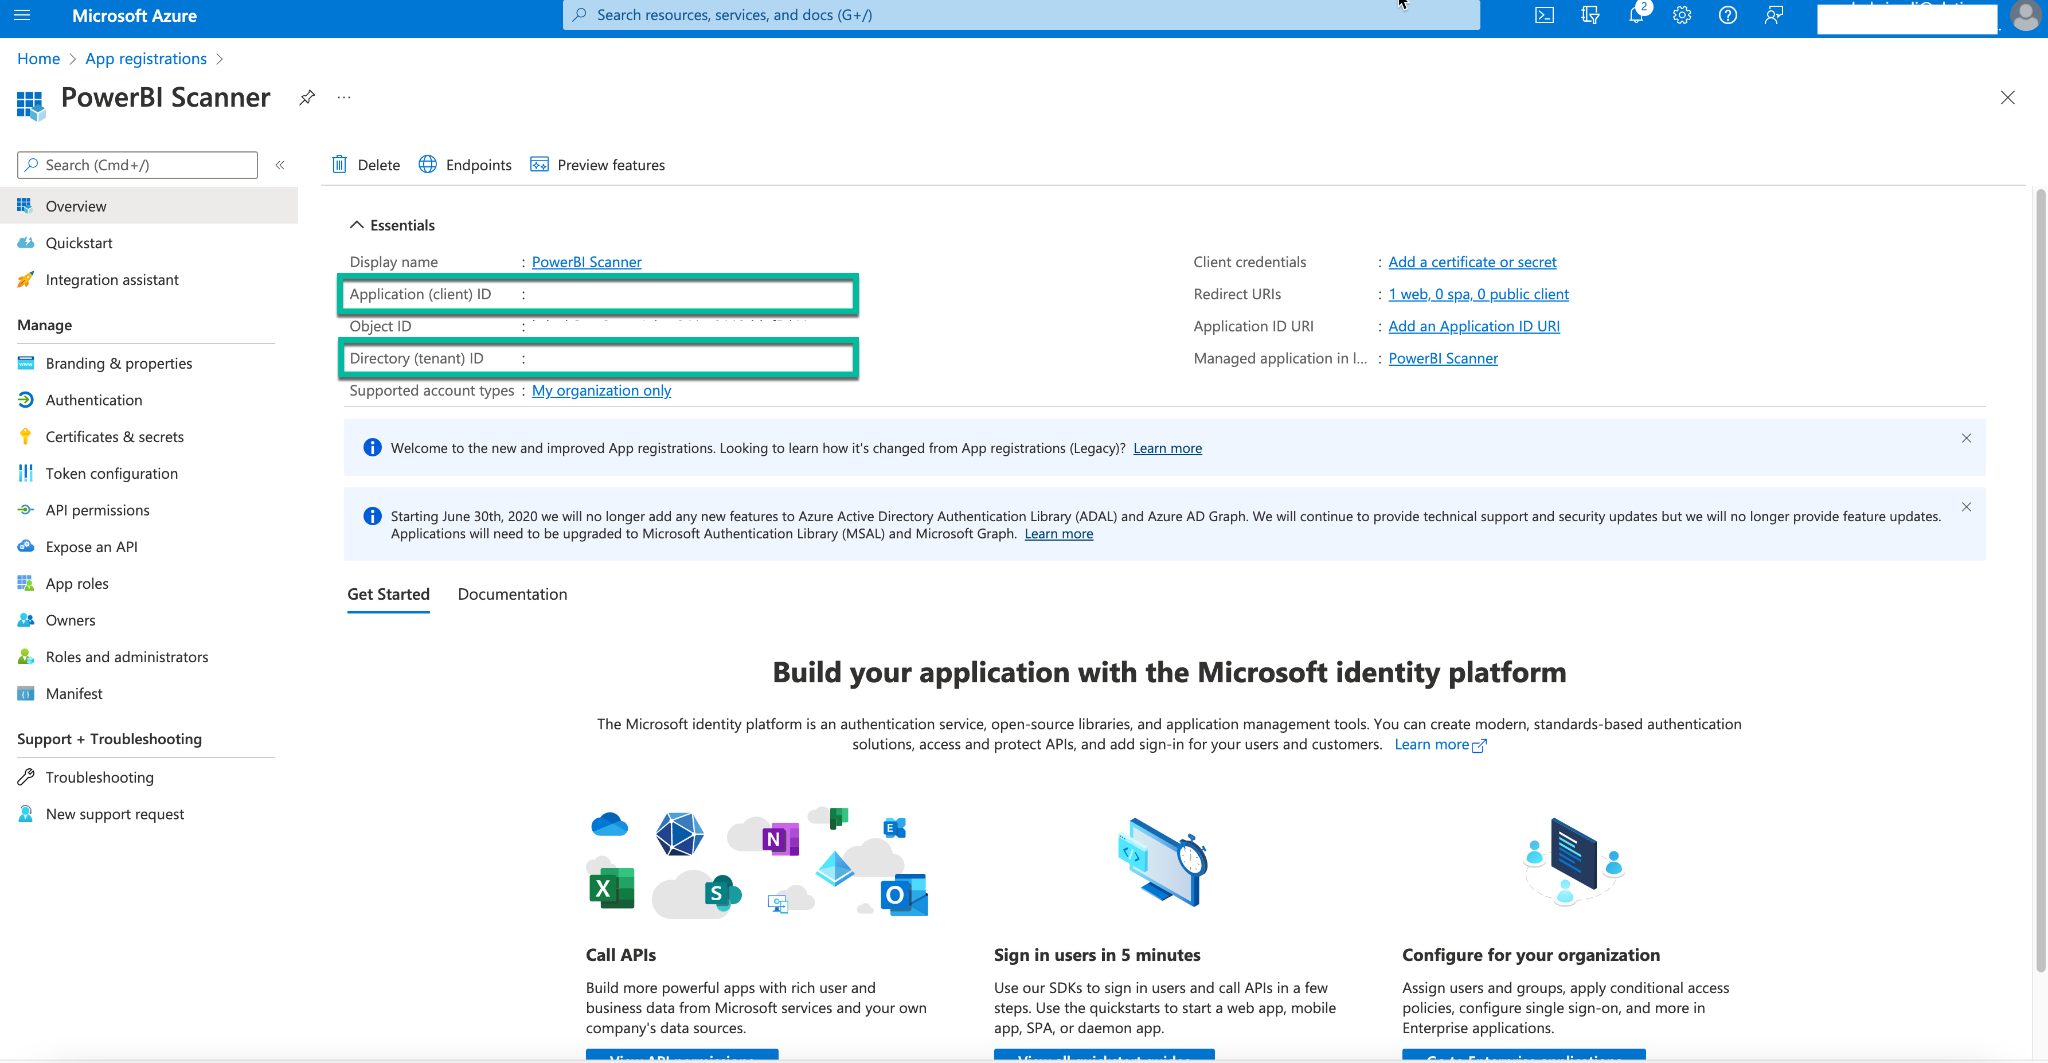 Microsoft Azure
Search resources, services, and docs (G+/)
2
Home > App registrations >
PowerBI Scanner
...
Search (Cmd+/)
«
Delete
Endpoints
Preview features
Overview
Quickstart
Integration assistant
Manage
Branding & properties
Authentication
Certificates & secrets
Token configuration
API permissions
Expose an API
App roles
Owners
Roles and administrators
Manifest
Support + Troubleshooting
Troubleshooting
New support request
Essentials
Display name : PowerBI Scanner
Application (client) ID :
Object ID :
Directory (tenant) ID :
Supported account types : My organization only
Client credentials : Add a certificate or secret
Redirect URIs : 1 web, 0 spa, 0 public client
Application ID URI : Add an Application ID URI
Managed application in l... : PowerBI Scanner
Welcome to the new and improved App registrations. Looking to learn how it's changed from App registrations (Legacy)? Learn more
Starting June 30th, 2020 we will no longer add any new features to Azure Active Directory Authentication Library (ADAL) and Azure AD Graph. We will continue to provide technical support and security updates but we will no longer provide feature updates.
Applications will need to be upgraded to Microsoft Authentication Library (MSAL) and Microsoft Graph. Learn more
Get Started
Documentation
Build your application with the Microsoft identity platform
The Microsoft identity platform is an authentication service, open-source libraries, and application management tools. You can create modern, standards-based authentication
solutions, access and protect APIs, and add sign-in for your users and customers. Learn more
N
E
X
S
O
Call APIs
Build more powerful apps with rich user and
business data from Microsoft services and your own
company's data sources.
View API permissions
Sign in users in 5 minutes
Use our SDKs to sign in users and call APIs in a few
steps. Use the quickstarts to start a web app, mobile
app, SPA, or daemon app.
View all quickstart guides
Configure for your organization
Assign users and groups, apply conditional access
policies, configure single sign-on, and more in
Enterprise applications.
Go to Enterprise applications